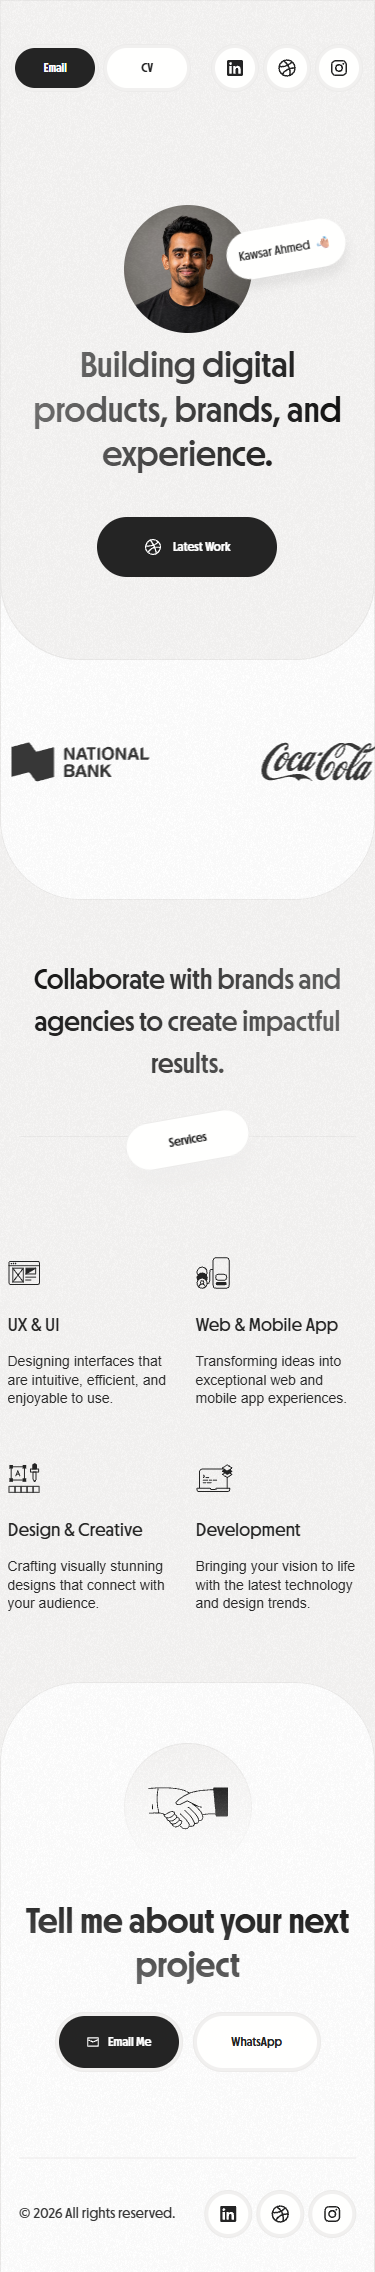 Email
CV
Kawsar Ahmed
Building digital
products, brands, and
experience.
Latest Work
NATIONAL
BANK
Coca-Cola
Collaborate with brands and
agencies to create impactful
results.
Services
UX & UI
Designing interfaces that
are intuitive, efficient, and
enjoyable to use.
Web & Mobile App
Transforming ideas into
exceptional web and
mobile app experiences.
Design & Creative
Crafting visually stunning
designs that connect with
your audience.
Development
Bringing your vision to life
with the latest technology
and design trends.
Tell me about your next
project
Email Me
WhatsApp
© 2026 All rights reserved.